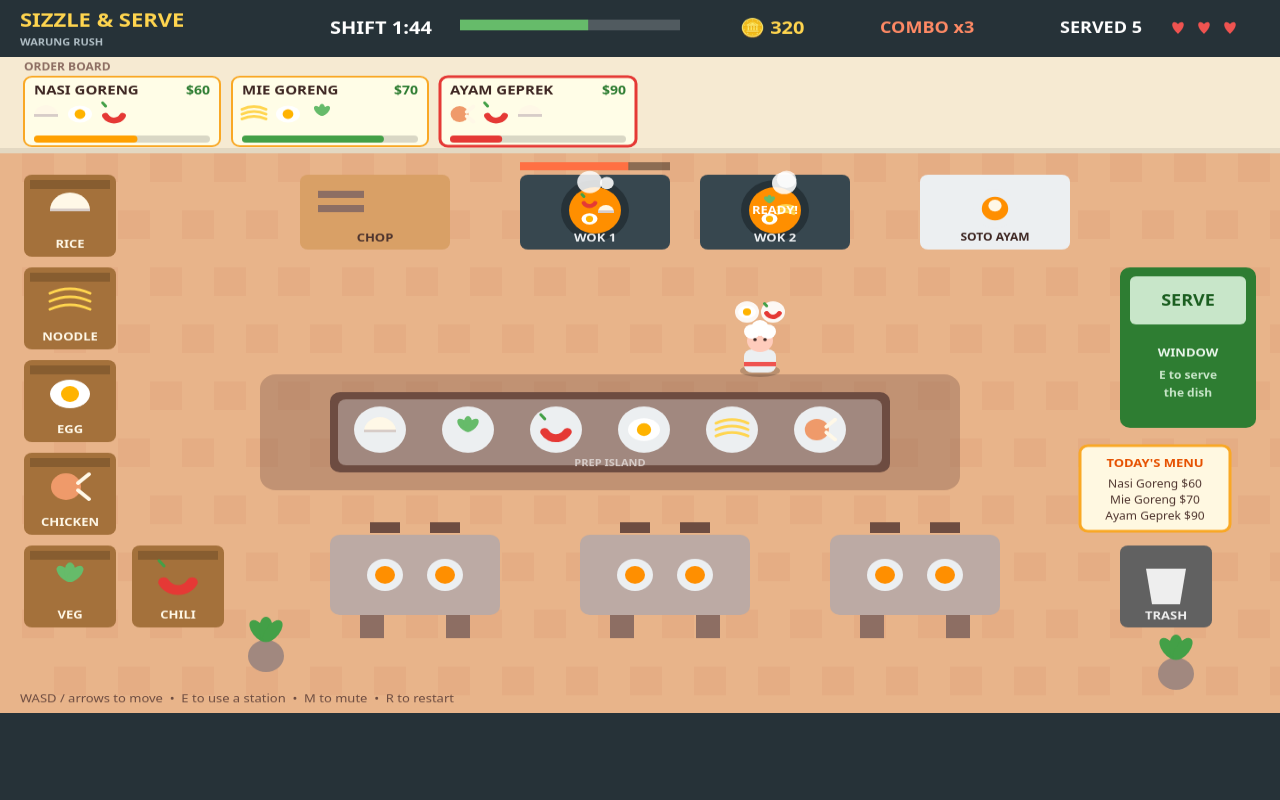 SIZZLE & SERVE
WARUNG RUSH
SHIFT 1:44
320
COMBO x3
SERVED 5
ORDER BOARD
NASI GORENG $60
MIE GORENG $70
AYAM GEPREK $90
RICE
CHOP
WOK 1
READY!
WOK 2
SOTO AYAM
NOODLE
SERVE
WINDOW
E to serve
the dish
EGG
PREP ISLAND
CHICKEN
TODAY'S MENU
Nasi Goreng $60
Mie Goreng $70
Ayam Geprek $90
VEG
CHILI
TRASH
WASD / arrows to move • E to use a station • M to mute • R to restart